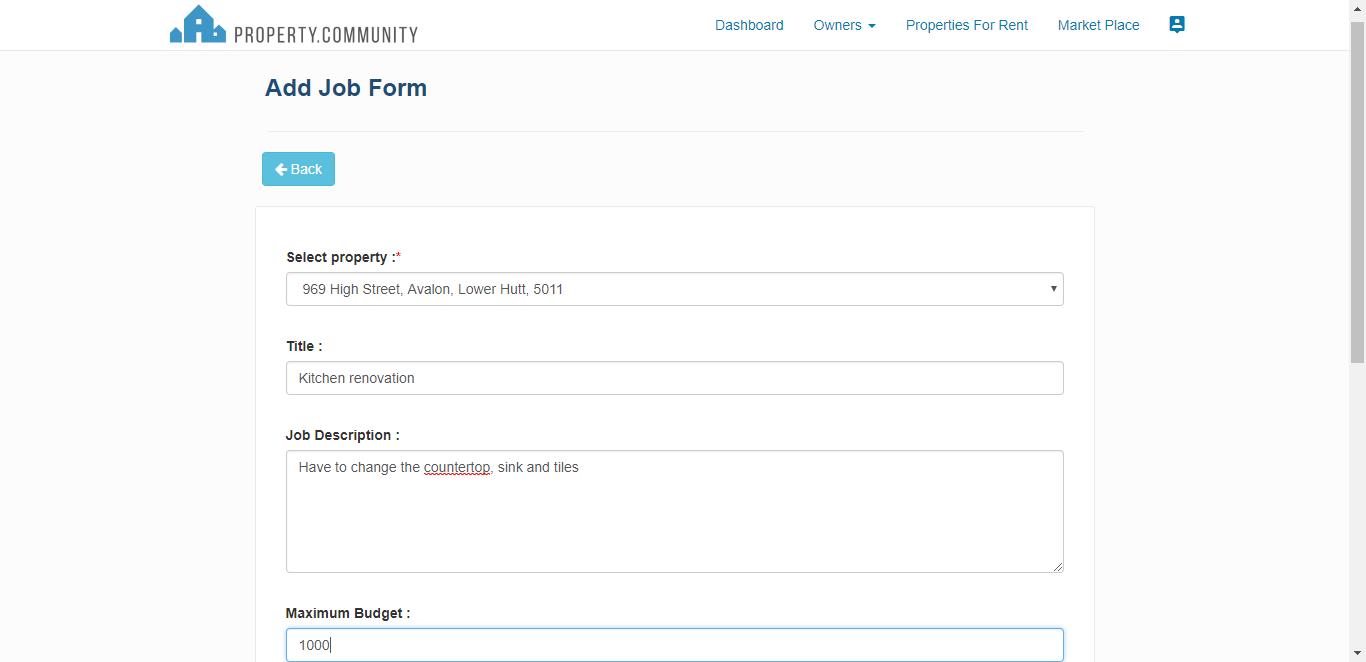 PROPERTY.COMMUNITY
Dashboard Owners Properties For Rent Market Place
Add Job Form
Back
Select property :*
969 High Street, Avalon, Lower Hutt, 5011
Title :
Kitchen renovation
Job Description :
Have to change the countertop, sink and tiles
Maximum Budget :
1000